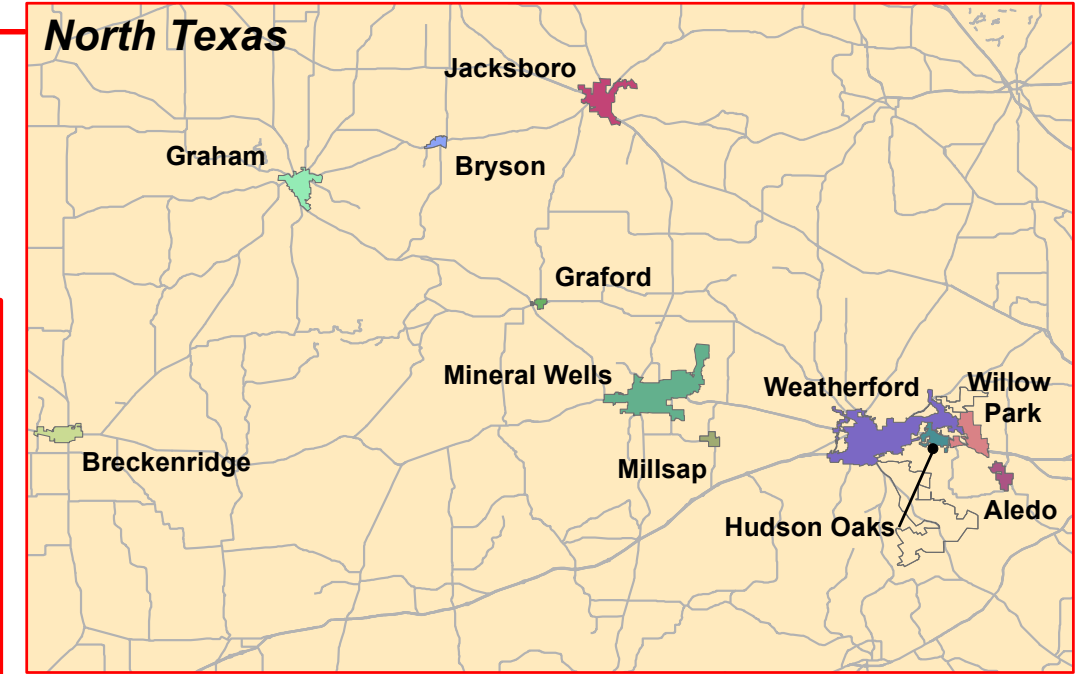 North Texas
Jacksboro
Graham
Bryson
Graford
Mineral Wells
Weatherford
Willow
Park
Breckenridge
Millsap
Aledo
Hudson Oaks